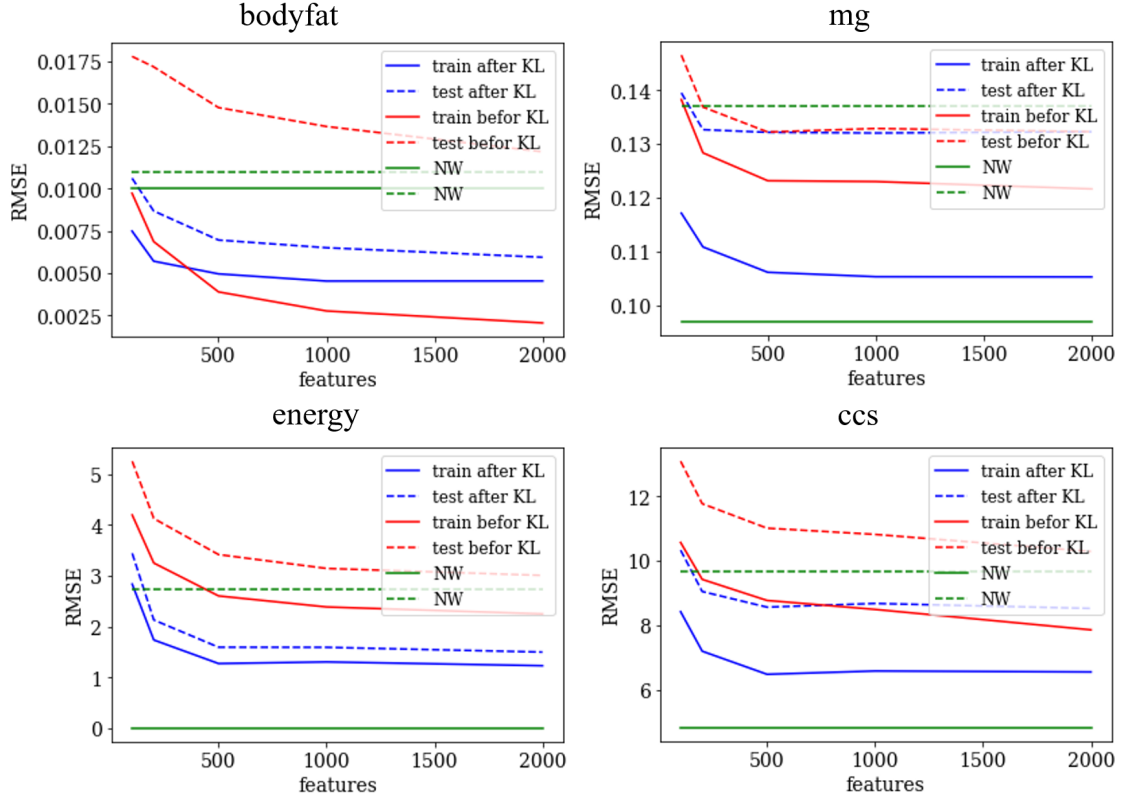 bodyfat
0.0175
0.0150
0.0125
0.0100
0.0075
0.0050
0.0025
RMSE
500
1000
1500
2000
features
train after KL
test after KL
train befor KL
test befor KL
NW
NW
mg
0.14
0.13
0.12
0.11
0.10
RMSE
500
1000
1500
2000
features
train after KL
test after KL
train befor KL
test befor KL
NW
NW
energy
5
4
3
2
1
0
RMSE
500
1000
1500
2000
features
train after KL
test after KL
train befor KL
test befor KL
NW
NW
ccs
12
10
8
6
RMSE
500
1000
1500
2000
features
train after KL
test after KL
train befor KL
test befor KL
NW
NW